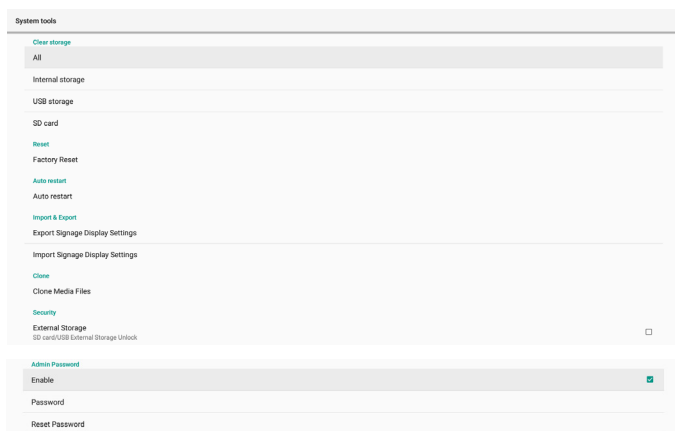 System tools
Clear storage
All
Internal storage
USB storage
SD card
Reset
Factory Reset
Auto restart
Auto restart
Import & Export
Export Signage Display Settings
Import Signage Display Settings
Clone
Clone Media Files
Security
External Storage
SD card/USB External Storage Unlock
Admin Password
Enable
Password
Reset Password